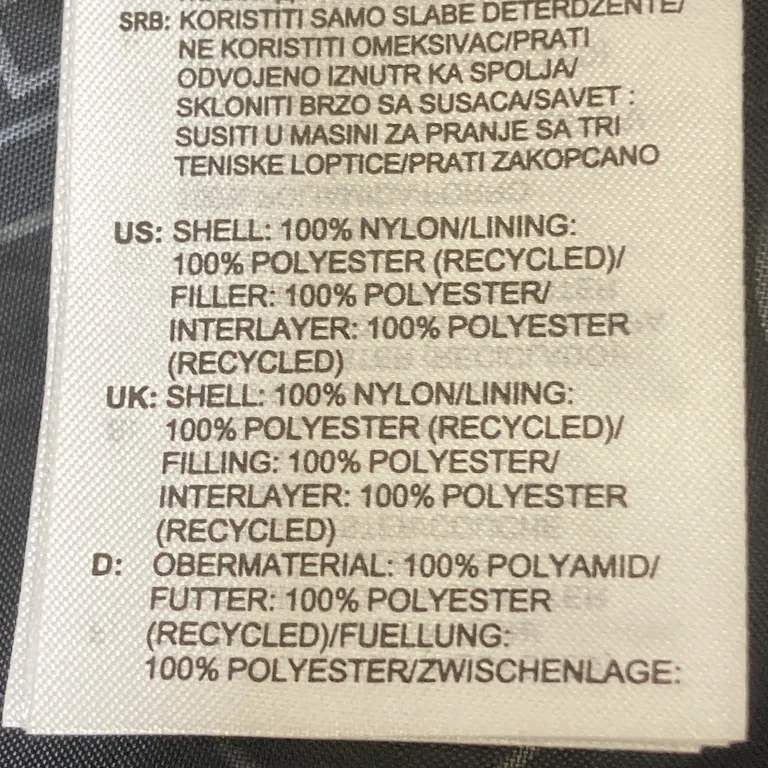 SRB: KORISTITI SAMO SLABE DETERDZENTE/
NE KORISTITI OMEKSIVAC/PRATI
ODVOJENO IZNUTR KA SPOLJA/
SKLONITI BRZO SA SUSACA/SAVET :
SUSITI U MASINI ZA PRANJE SA TRI
TENISKE LOPTICE/PRATI ZAKOPCANO
US: SHELL: 100% NYLON/LINING:
100% POLYESTER (RECYCLED)/
FILLER: 100% POLYESTER/
INTERLAYER: 100% POLYESTER
(RECYCLED)
UK: SHELL: 100% NYLON/LINING:
100% POLYESTER (RECYCLED)/
FILLING: 100% POLYESTER/
INTERLAYER: 100% POLYESTER
(RECYCLED)
D: OBERMATERIAL: 100% POLYAMID/
FUTTER: 100% POLYESTER
(RECYCLED)/FUELLUNG:
100% POLYESTER/ZWISCHENLAGE: